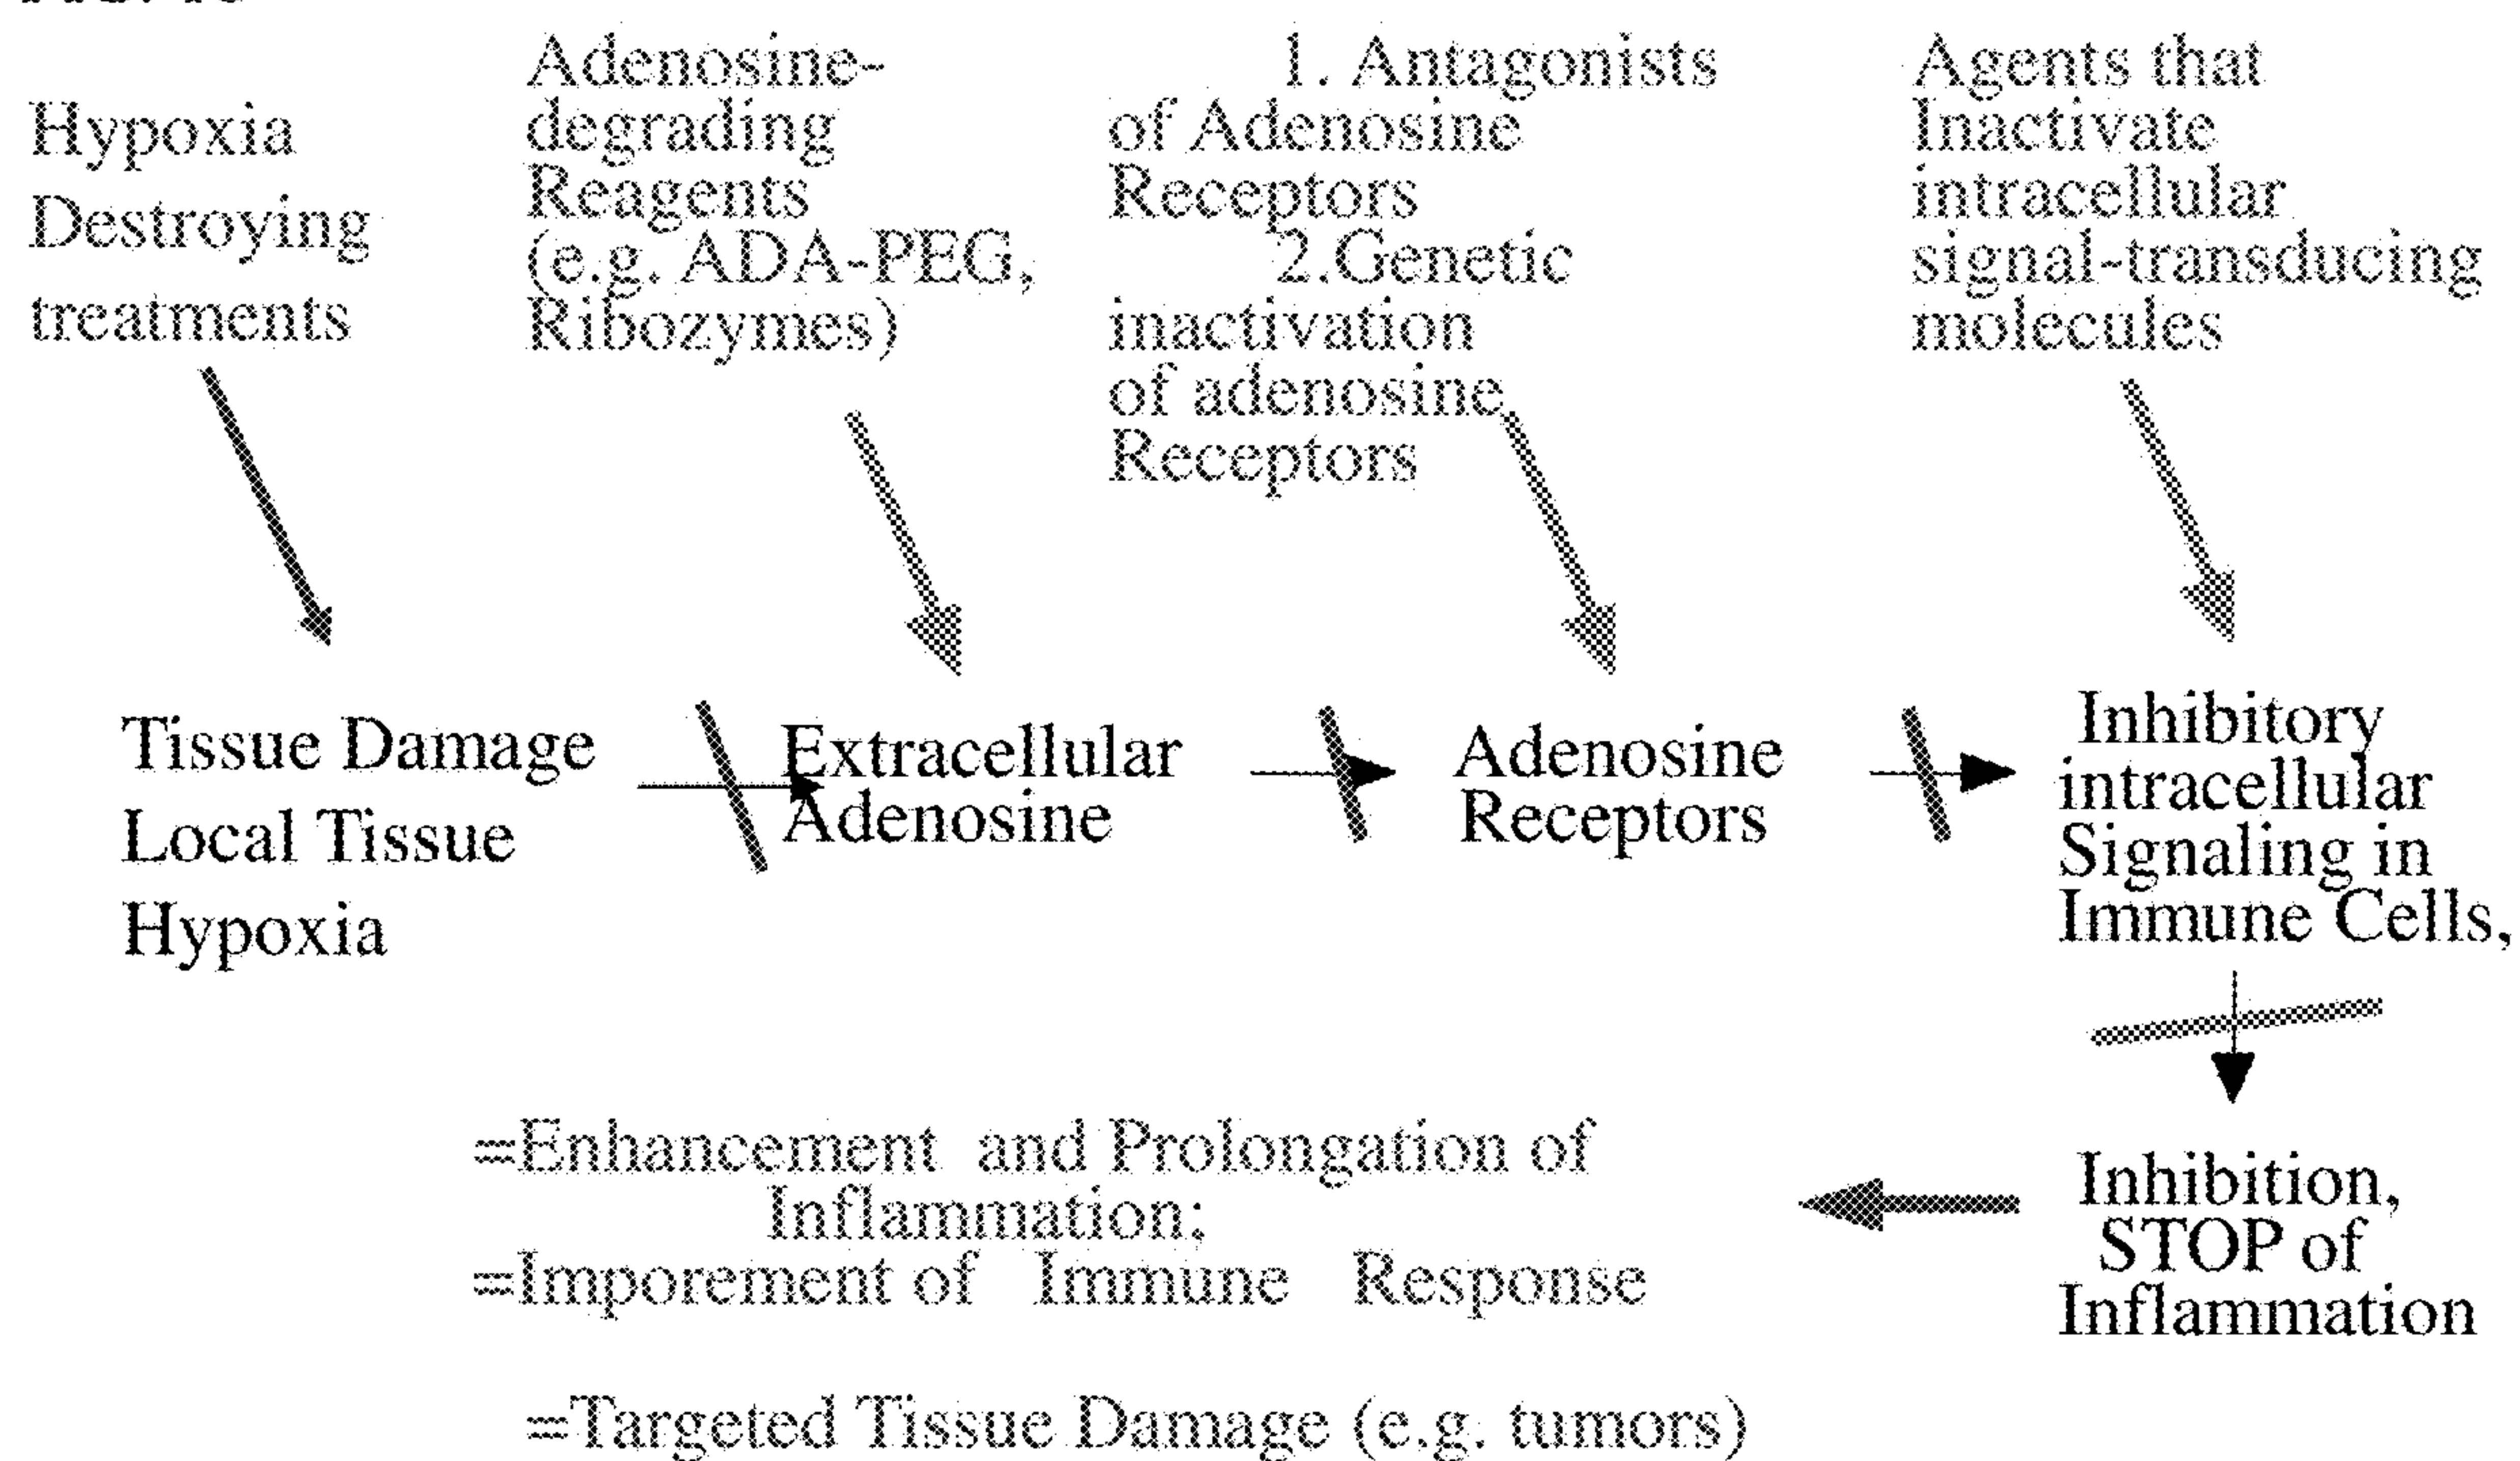 Hypoxia
Destroying
treatments
Adenosine-
degrading
Reagents
(e.g. ADA-PEG,
Ribozymes)
1. Antagonists
of Adenosine
Receptors
2.Genetic
inactivation
of adenosine
Receptors
Agents that
Inactivate
intracellular
signal-transducing
molecules
Tissue Damage
Local Tissue
Hypoxia
Extracellular
Adenosine
Adenosine
Receptors
Inhibitory
intracellular
Signaling in
Immune Cells,
Inhibition,
STOP of
Inflammation
=Enhancement and Prolongation of
Inflammation;
=Imporement of Immune Response
=Targeted Tissue Damage (e.g. tumors)